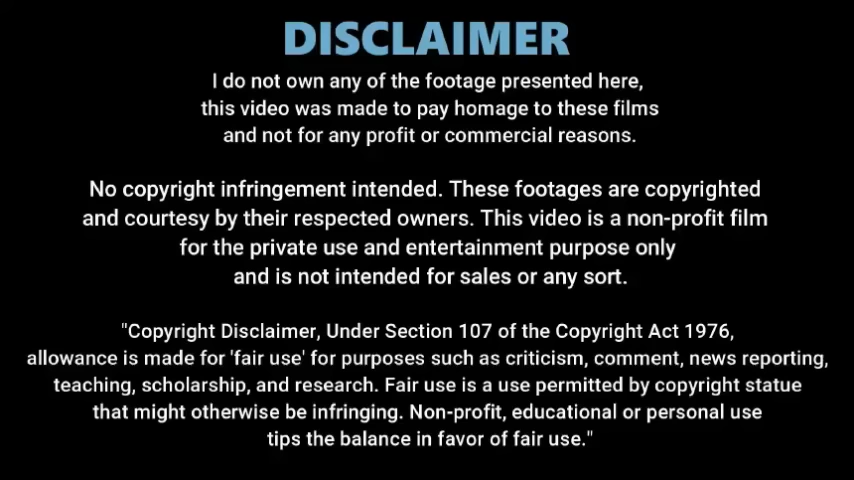 DISCLAIMER
I do not own any of the footage presented here,
this video was made to pay homage to these films
and not for any profit or commercial reasons.
No copyright infringement intended. These footages are copyrighted
and courtesy by their respected owners. This video is a non-profit film
for the private use and entertainment purpose only
and is not intended for sales or any sort.
"Copyright Disclaimer, Under Section 107 of the Copyright Act 1976,
allowance is made for 'fair use' for purposes such as criticism, comment, news reporting,
teaching, scholarship, and research. Fair use is a use permitted by copyright statue
that might otherwise be infringing. Non-profit, educational or personal use
tips the balance in favor of fair use."